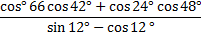 cos° 66 cos 42° + cos 24° cos 48°
sin 12° − cos 12 °